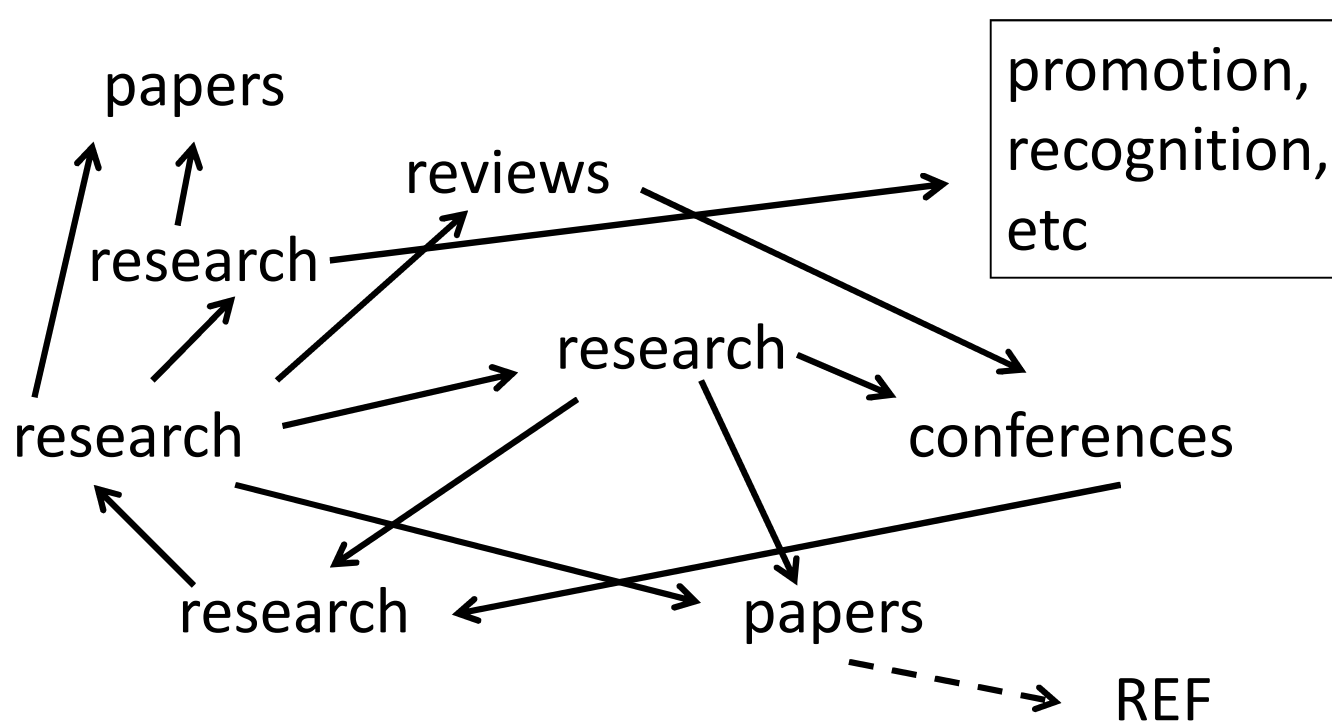 papers
promotion,
recognition,
etc
reviews
research
research
research
conferences
research
papers
REF